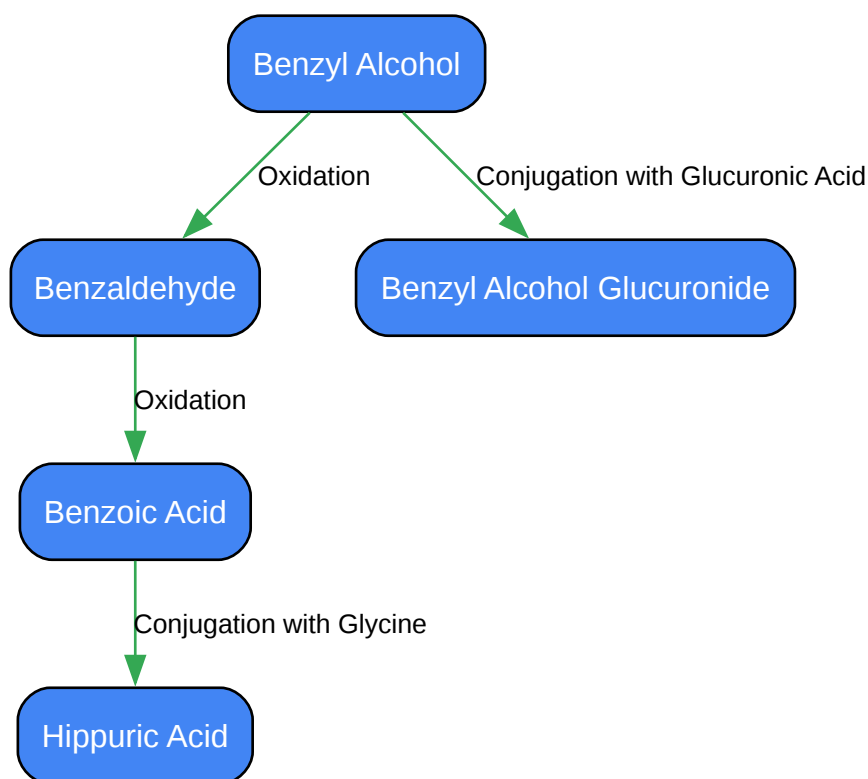 Benzyl Alcohol
Oxidation
Conjugation with Glucuronic Acid
Benzaldehyde
Benzyl Alcohol Glucuronide
Oxidation
Benzoic Acid
Conjugation with Glycine
Hippuric Acid